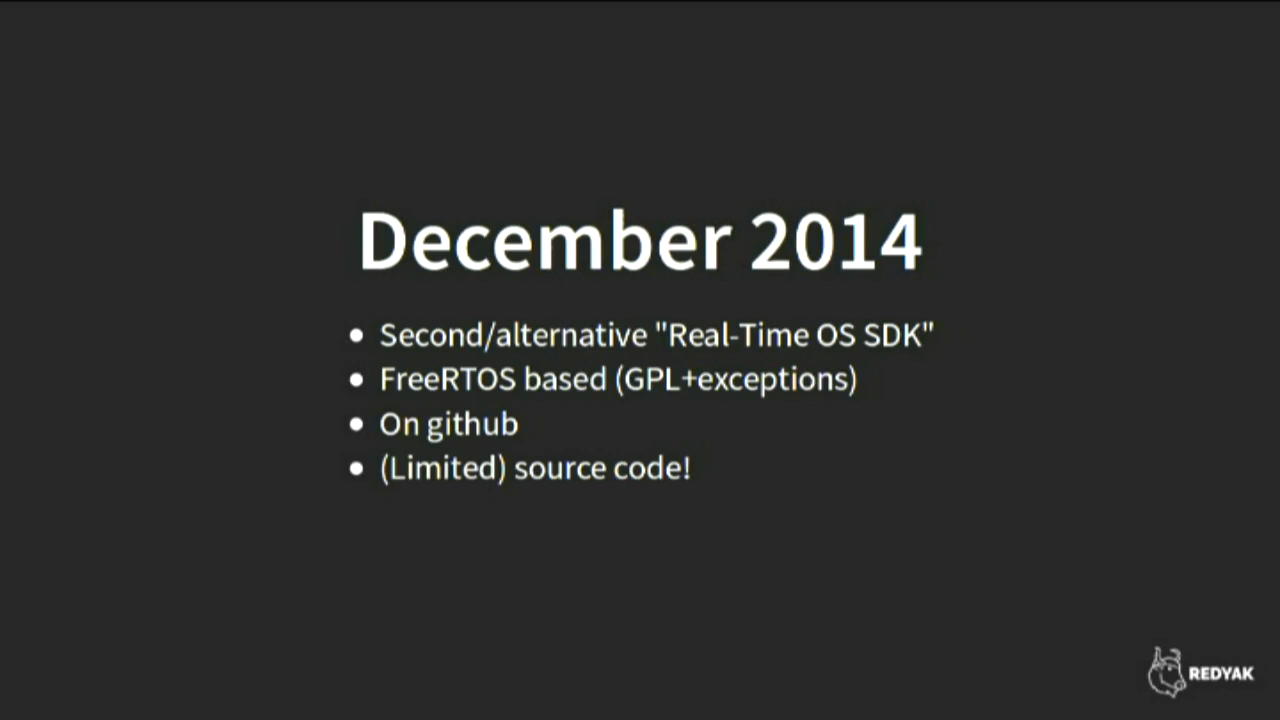 December 2014
• Second/alternative "Real-Time OS SDK"
• FreeRTOS based (GPL+exceptions)
• On github
• (Limited) source code!
REDYAK